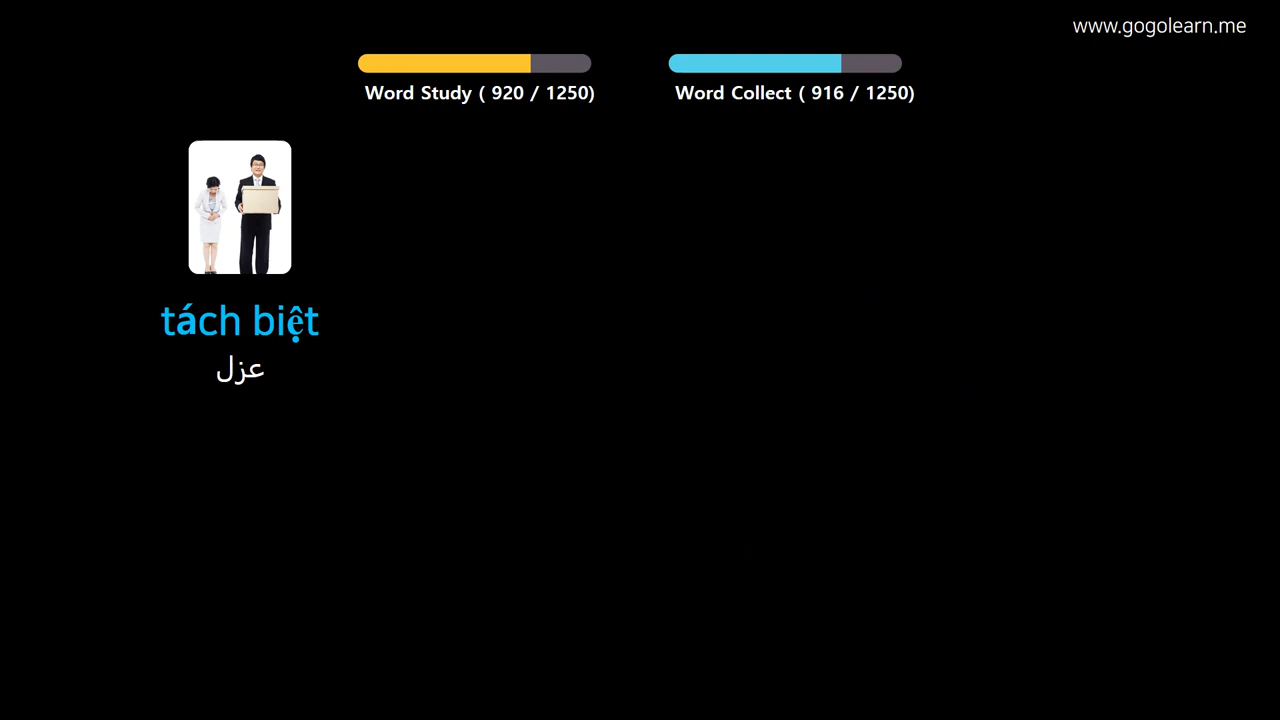 www.gogolearn.me
Word Study ( 920 / 1250)
Word Collect ( 916 / 1250)
tách biệt
عزل